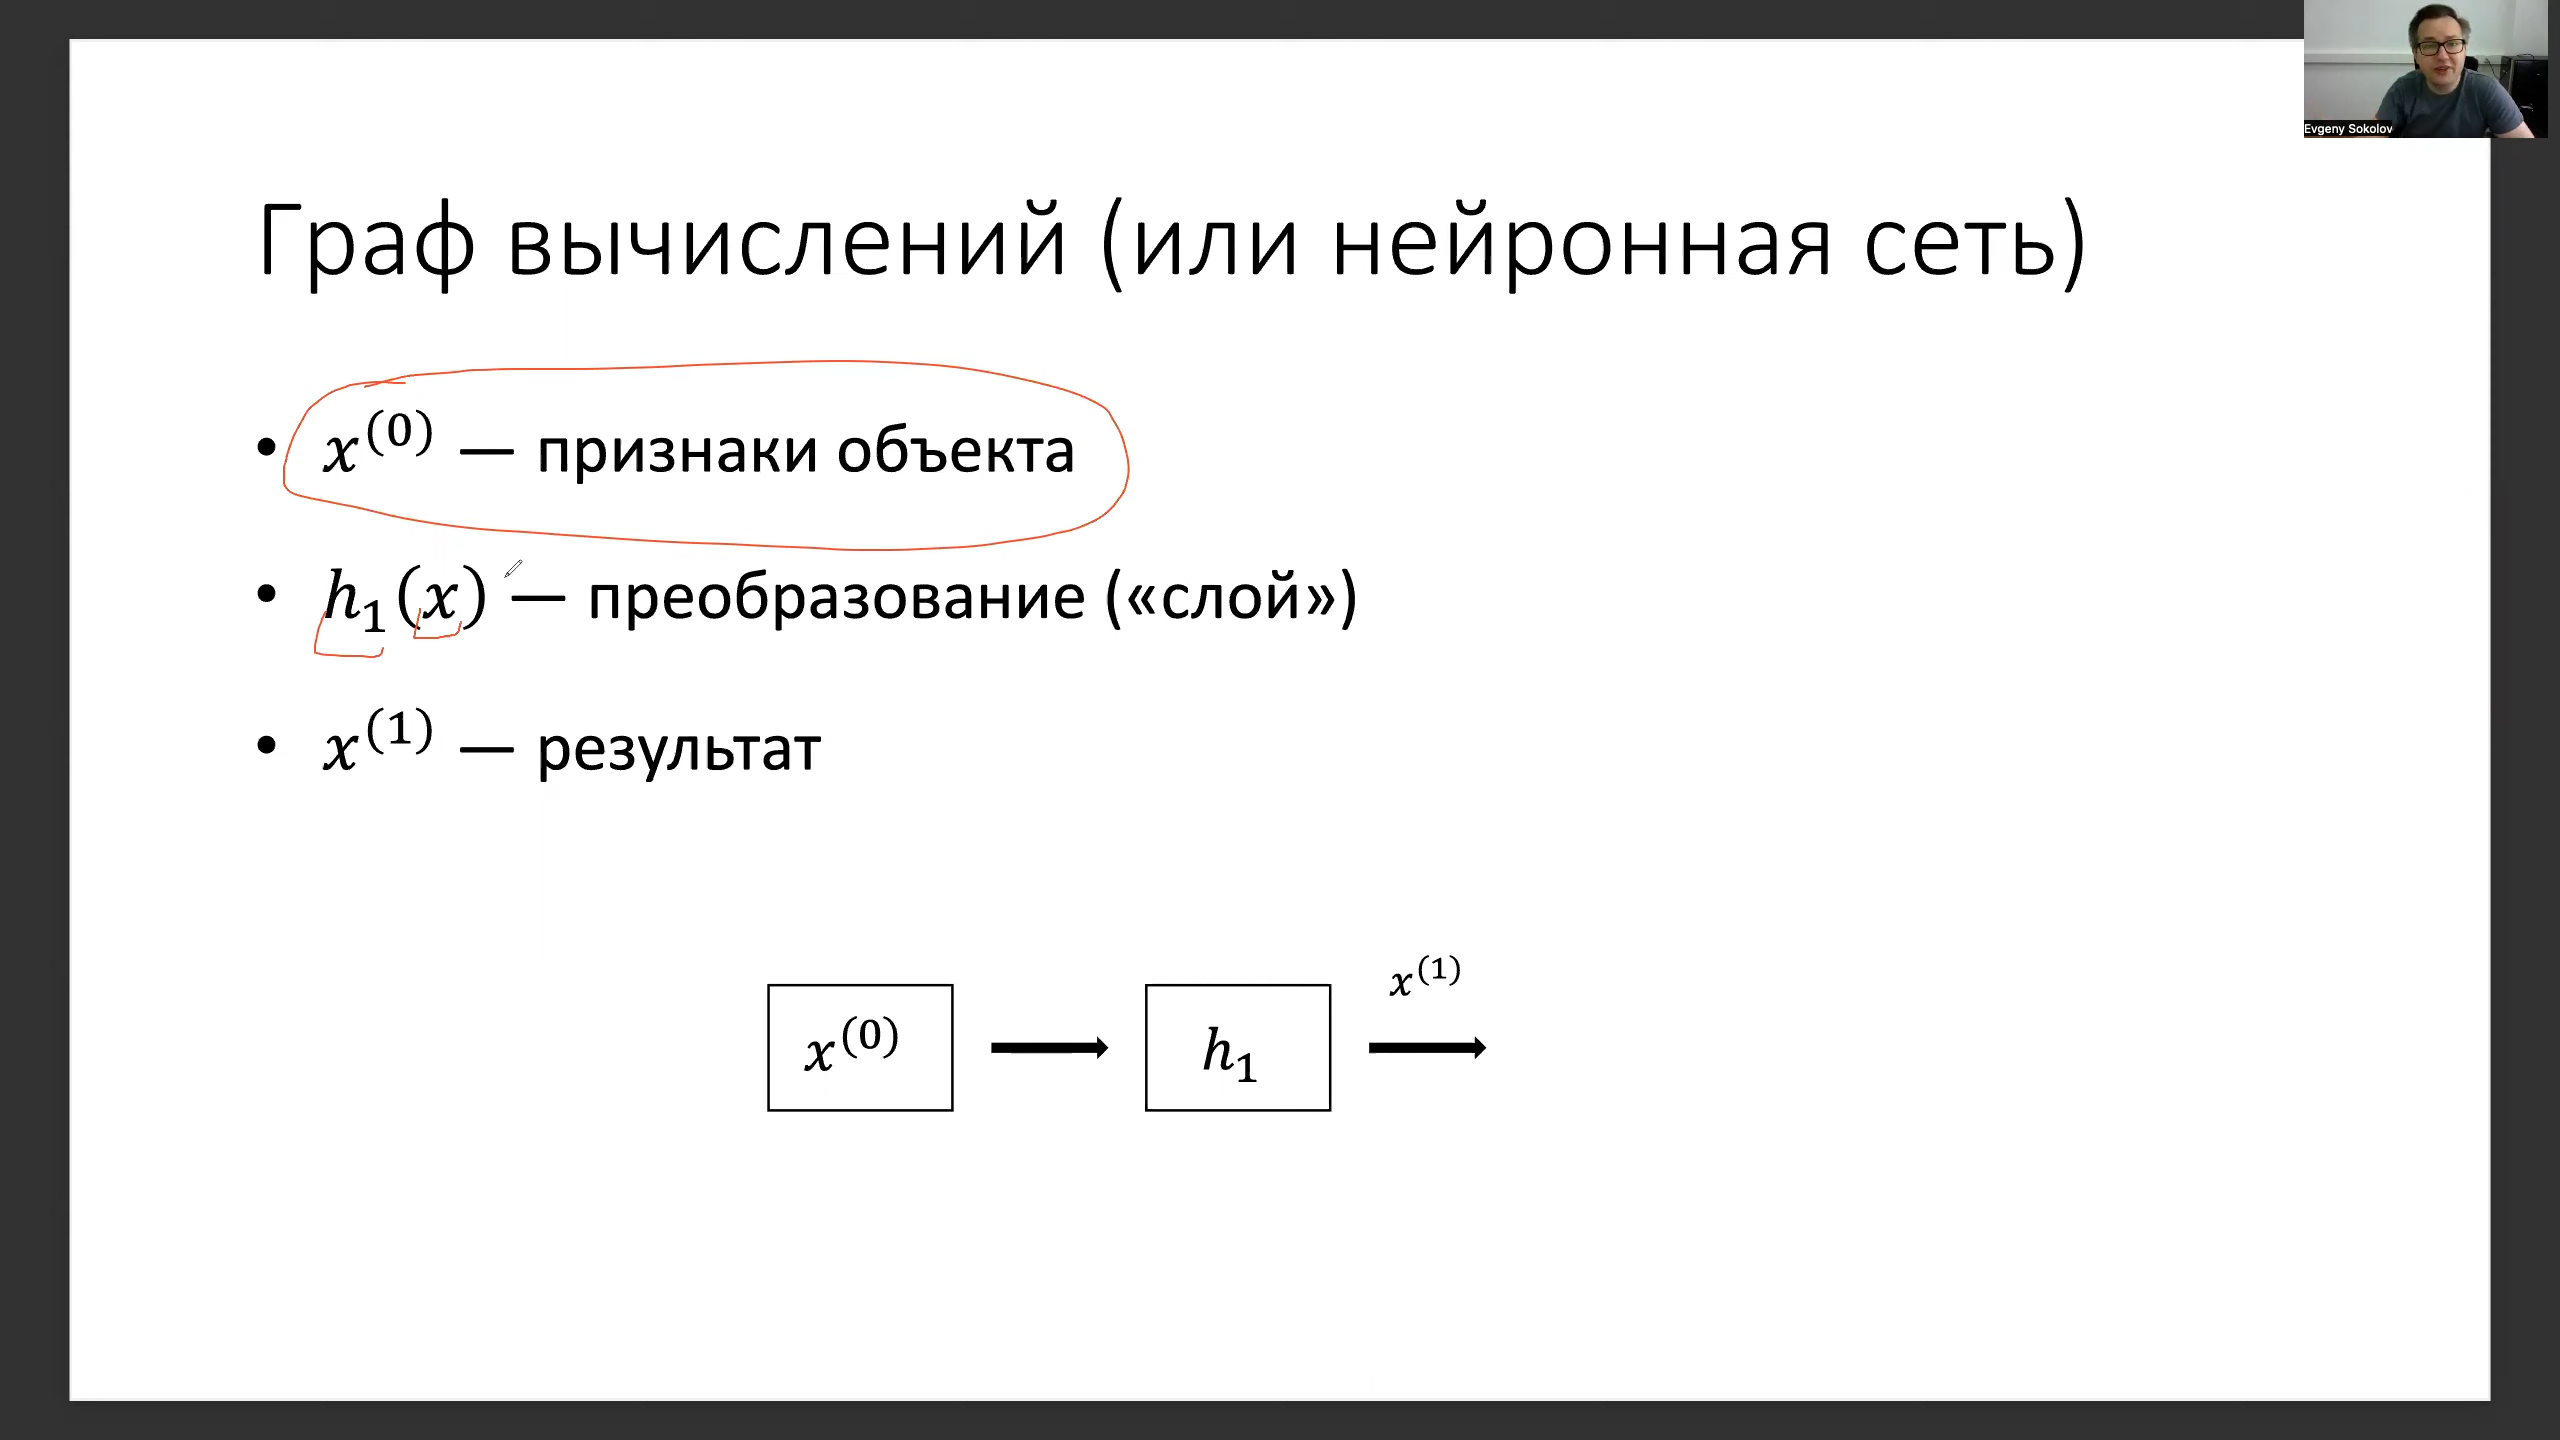 Evgeny Sokolov
Граф вычислений (или нейронная сеть)
• x⁽⁰⁾ — признаки объекта
• h₁(x) — преобразование («слой»)
• x⁽¹⁾ — результат
x⁽¹⁾
x⁽⁰⁾ h₁